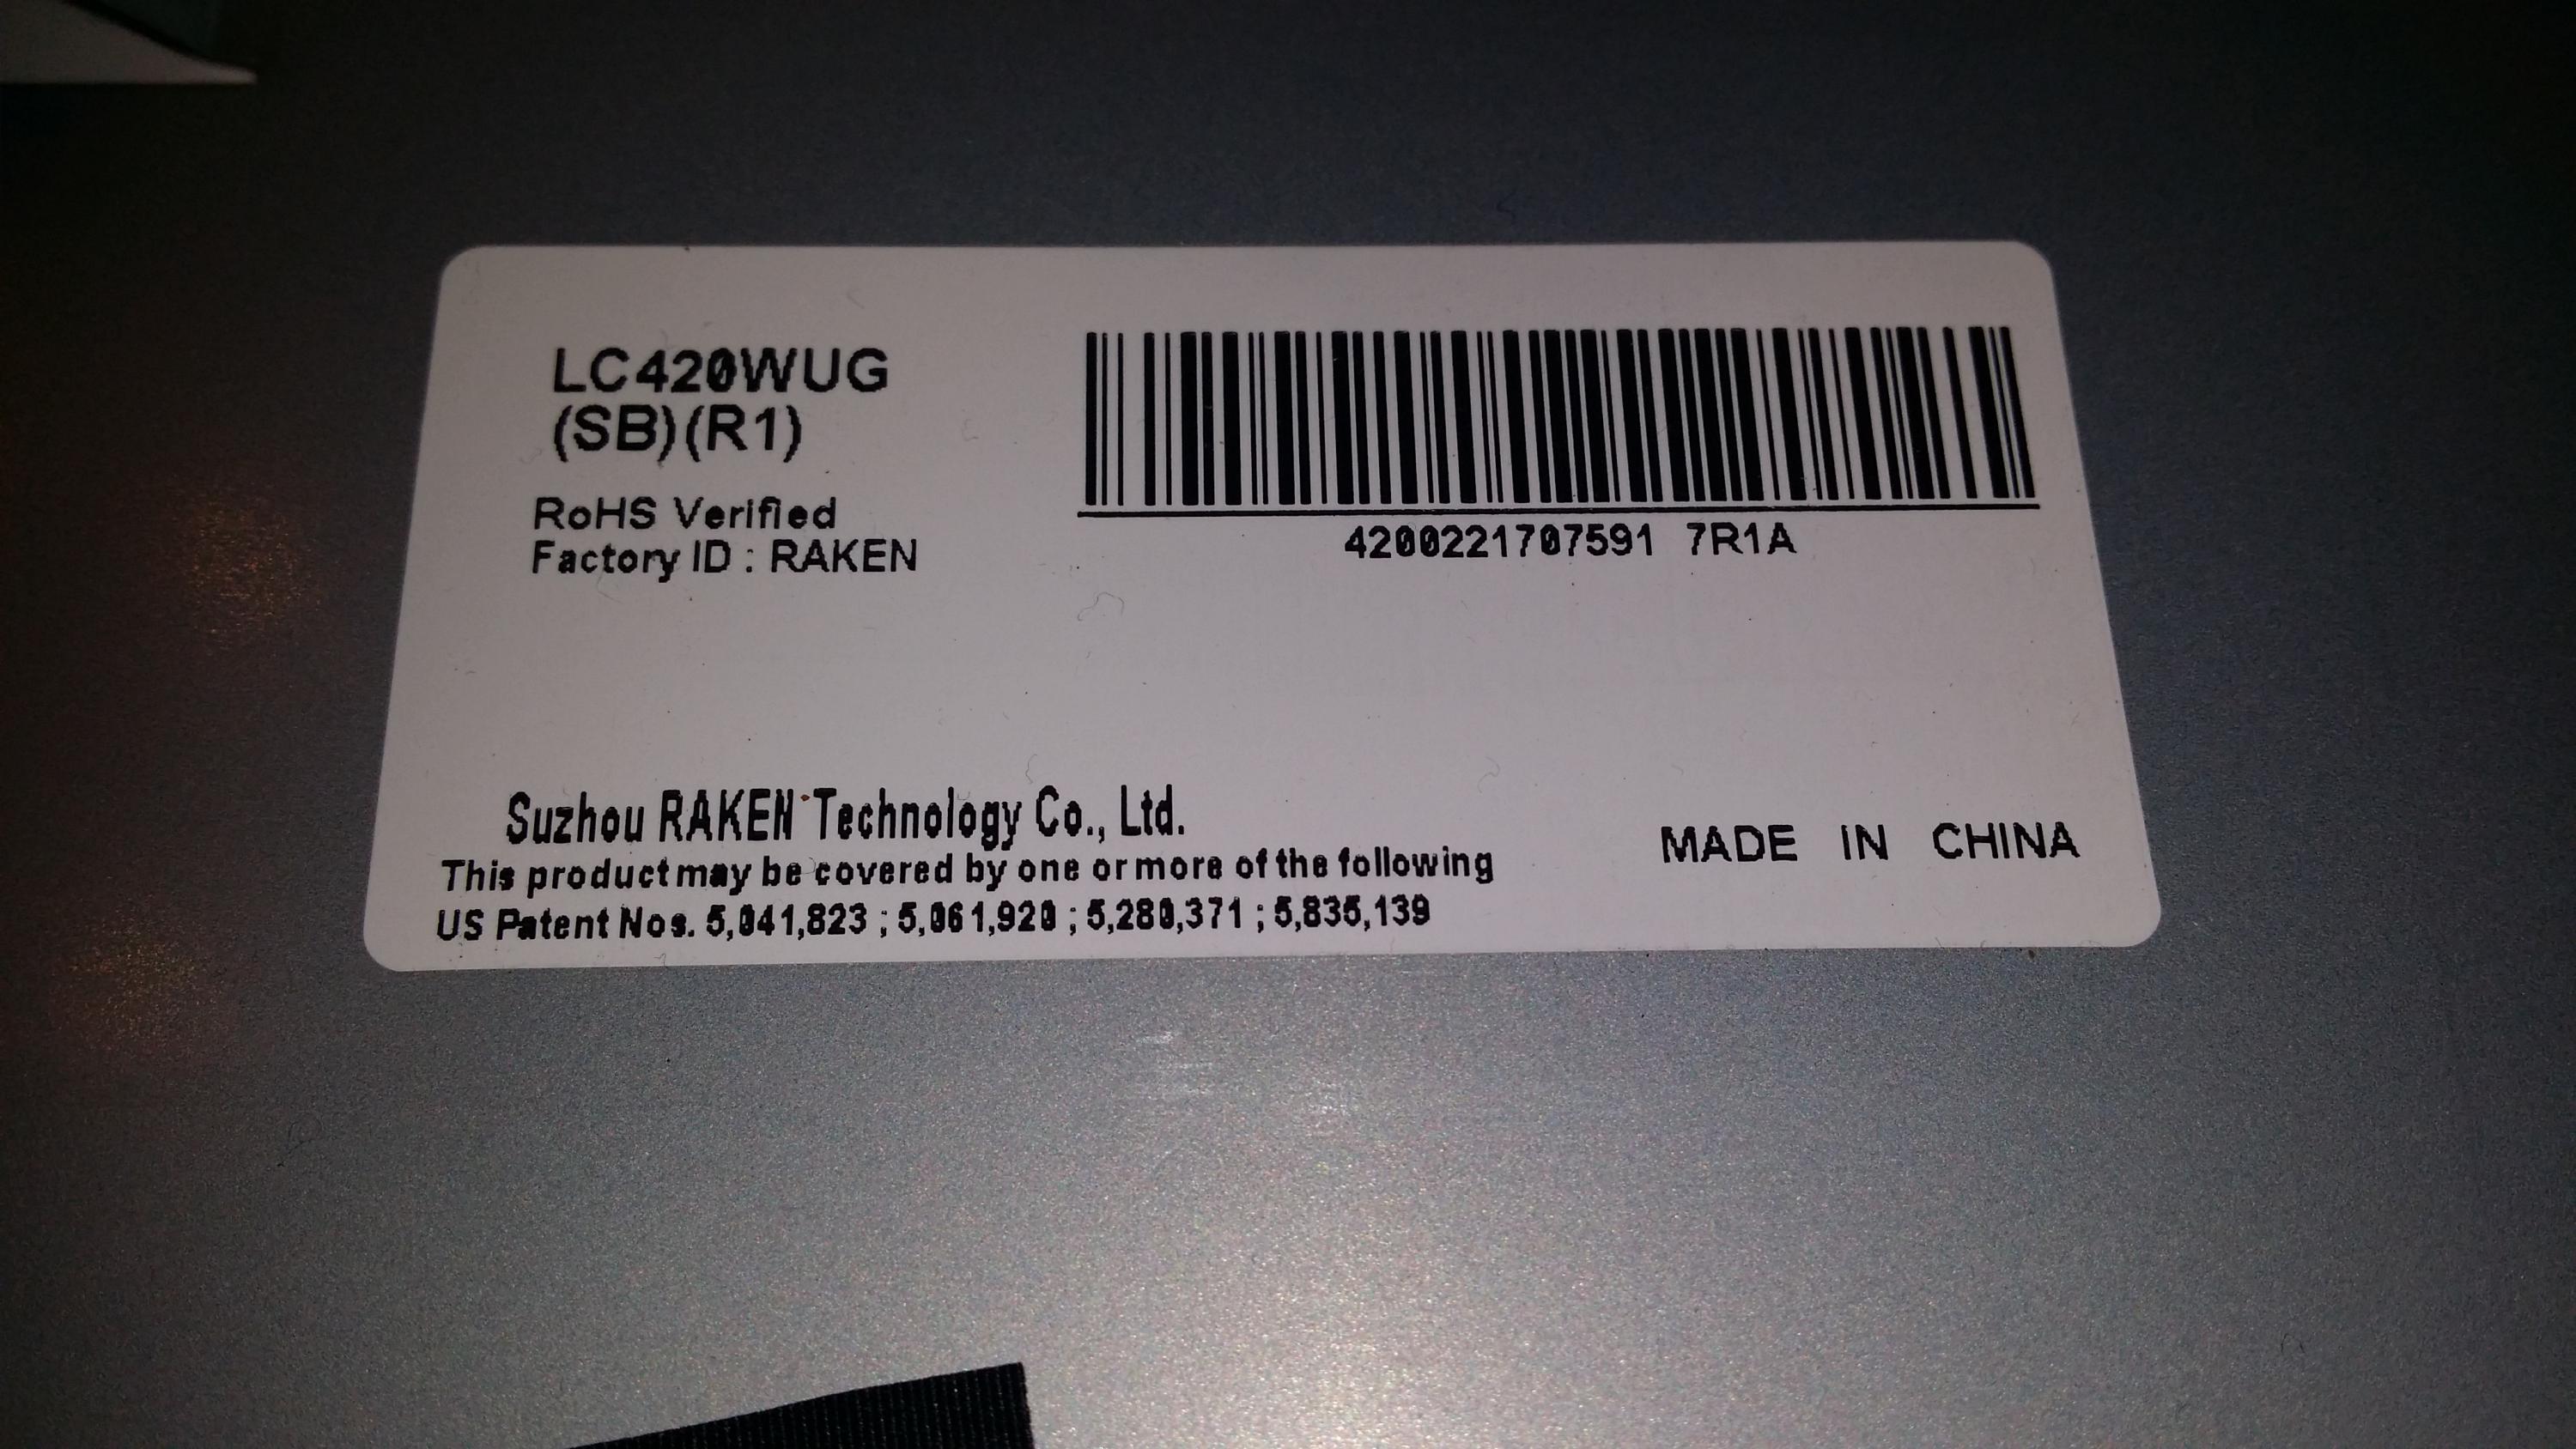 LC420WUG
(SB)(R1)
RoHS Verified
Factory ID : RAKEN
4200221707591 7R1A
Suzhou RAKEN Technology Co., Ltd.
This product may be covered by one or more of the following
US Patent Nos. 5,041,823 ; 5,061,920 ; 5,280,371 ; 5,835,139
MADE IN CHINA